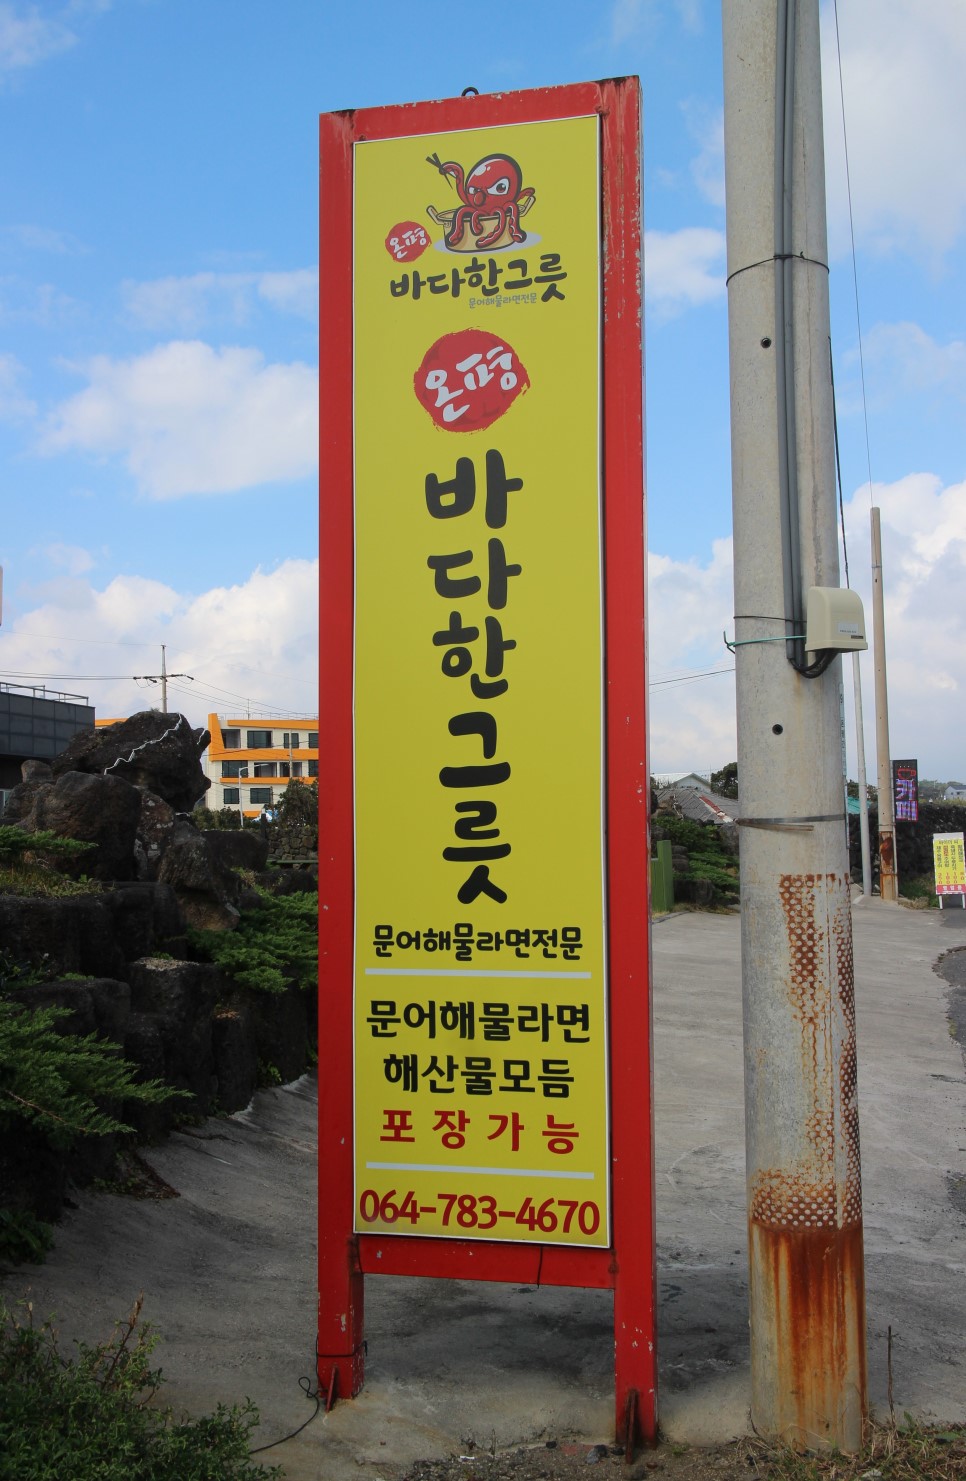 온평
바다한그릇
문어해물라면전문
온평
바다한그릇
문어해물라면전문
문어해물라면
해산물모듬
포장가능
064-783-4670
카페